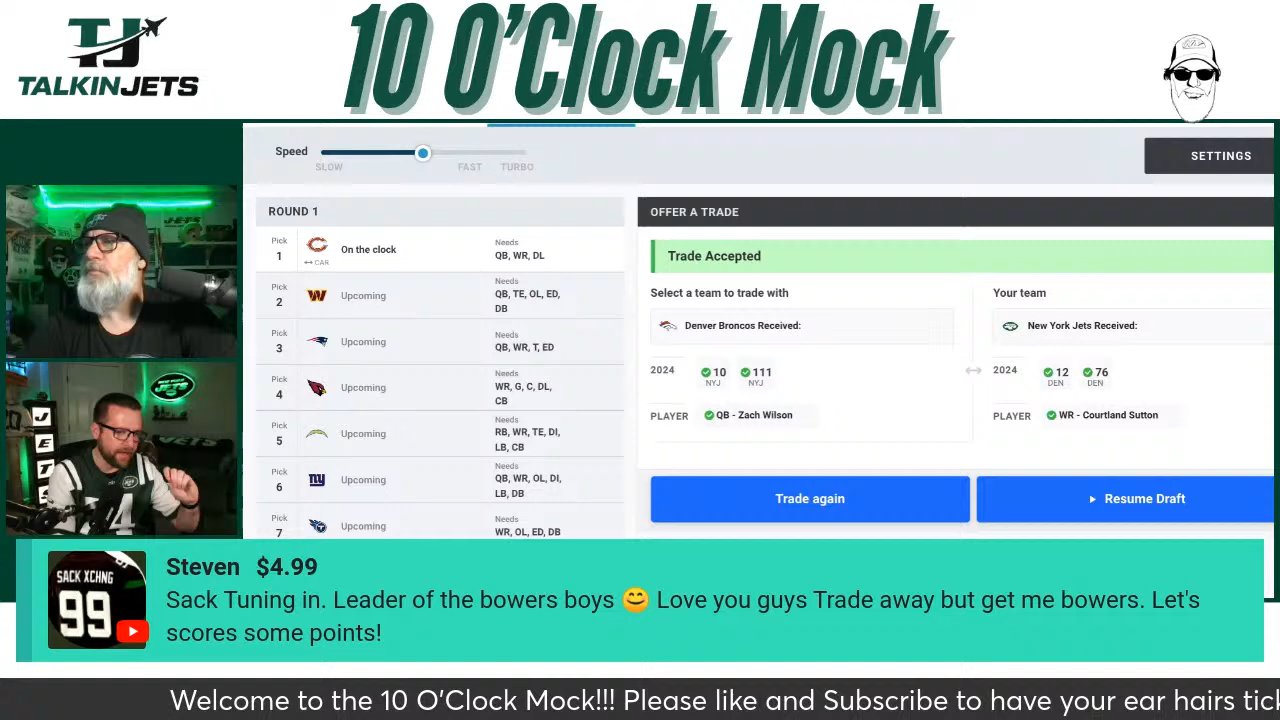 TALKINJETS
10 O'Clock Mock
Speed
SLOW
FAST
TURBO
SETTINGS
ROUND 1
Pick
1
CAR
On the clock
Needs
QB, WR, DL
Pick
2
Upcoming
Needs
QB, TE, OL, ED,
DB
Pick
3
Upcoming
Needs
QB, WR, T, ED
Pick
4
Upcoming
Needs
WR, G, C, DL,
CB
Pick
5
Upcoming
Needs
RB, WR, TE, DI,
LB, CB
Pick
6
Upcoming
Needs
QB, WR, OL, DI,
LB, DB
Pick
7
Upcoming
Needs
WR, OL, ED, DB
OFFER A TRADE
Trade Accepted
Select a team to trade with
Denver Broncos Received:
2024
10
NYJ
111
NYJ
PLAYER
QB - Zach Wilson
Your team
New York Jets Received:
2024
12
DEN
76
DEN
PLAYER
WR - Courtland Sutton
Trade again
Resume Draft
JETS
J
E
T
S
SACK XCHNG
99
Steven $4.99
Sack Tuning in. Leader of the bowers boys 😊 Love you guys Trade away but get me bowers. Let's
scores some points!
Welcome to the 10 O'Clock Mock!!! Please like and Subscribe to have your ear hairs tick